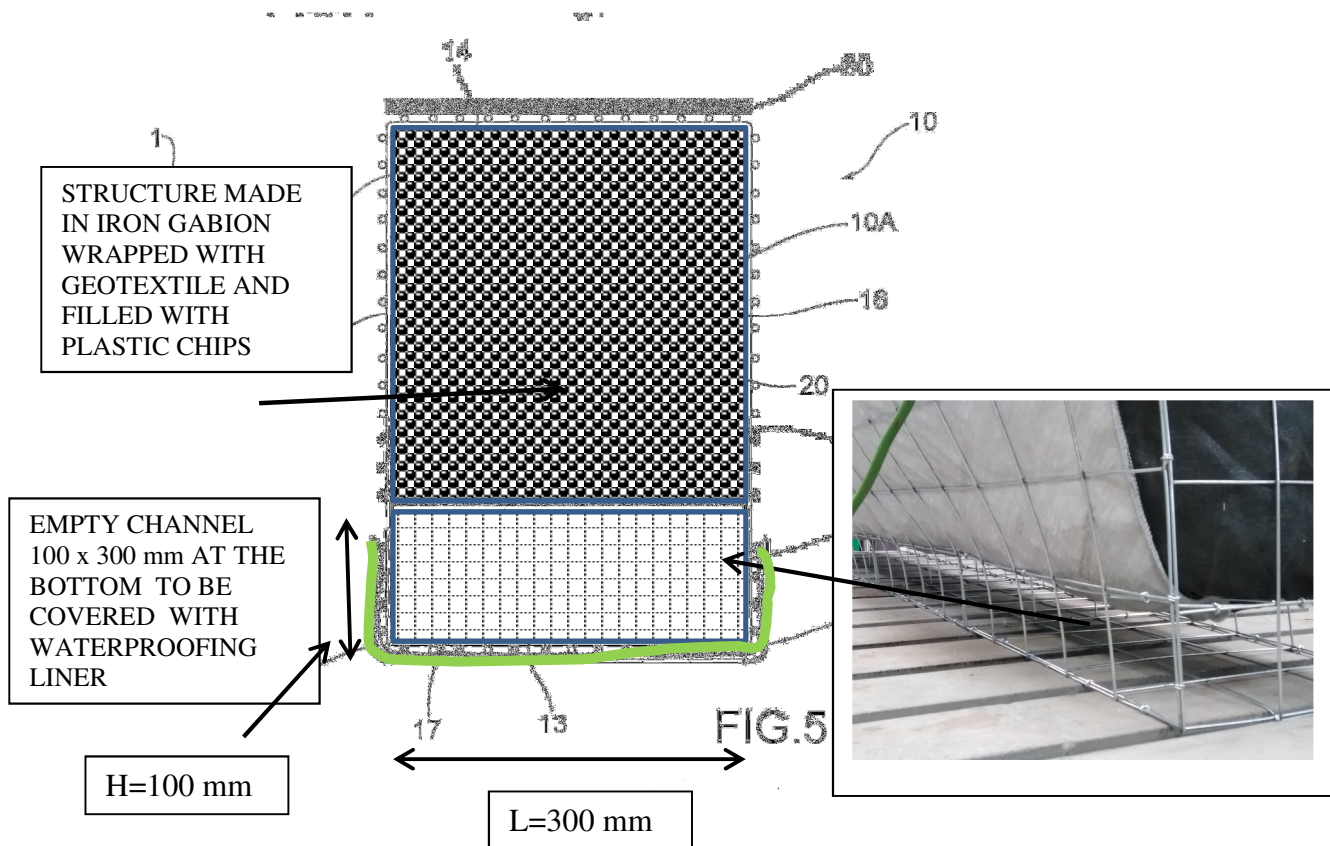 14
10
1
STRUCTURE MADE
IN IRON GABION
WRAPPED WITH
GEOTEXTILE AND
FILLED WITH
PLASTIC CHIPS
10A
16
20
EMPTY CHANNEL
100 x 300 mm AT THE
BOTTOM TO BE
COVERED WITH
WATERPROOFING
LINER
17
13
FIG.5
H=100 mm
L=300 mm